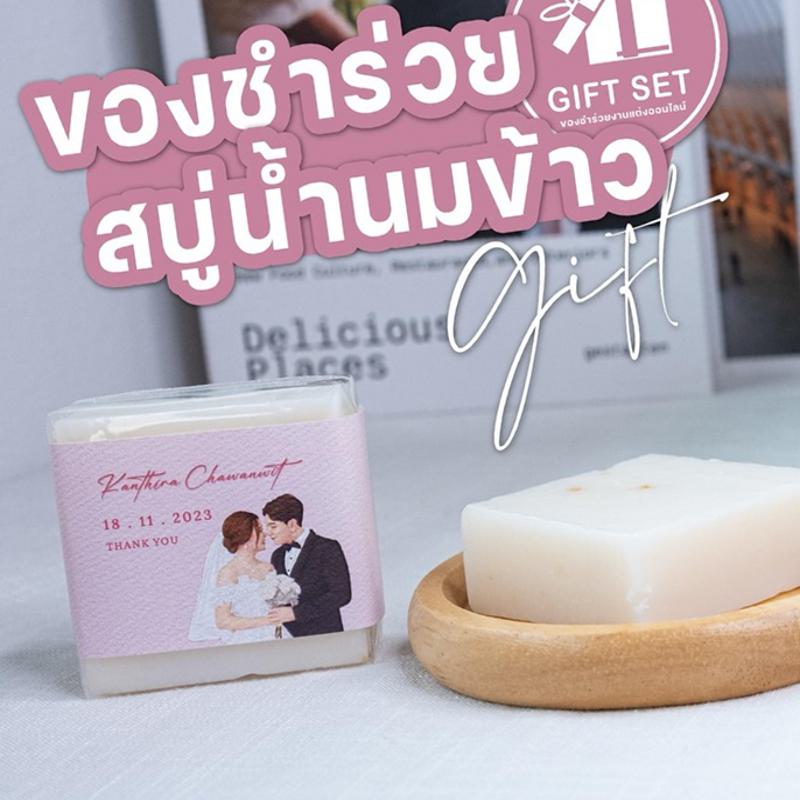 ของชำร่วย
สบู่น้ำนมข้าว
GIFT SET
ของชำร่วยงานแต่งออนไลน์
gift
Food Culture,
Delicious
Places
Kanthira Chawanwit
18 . 11 . 2023
THANK YOU